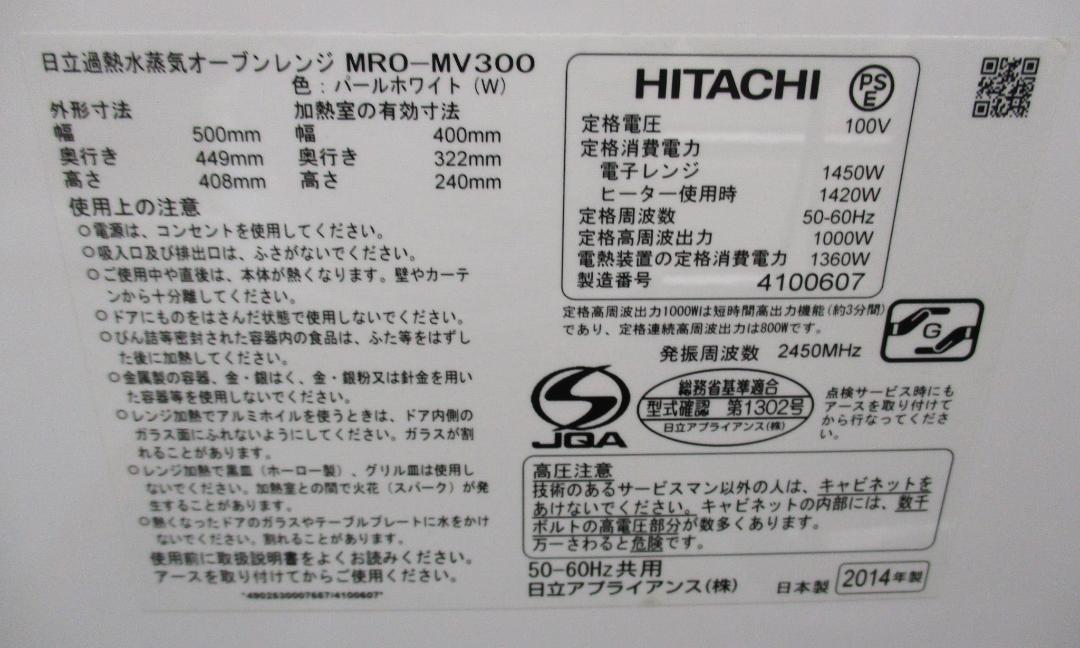 日立過熱水蒸気オーブンレンジ MRO-MV300
色：パールホワイト（W）
外形寸法 加熱室の有効寸法
幅 500mm 幅 400mm
奥行き 449mm 奥行き 322mm
高さ 408mm 高さ 240mm
使用上の注意
○電源は、コンセントを使用してください。
○吸入口及び排出口は、ふさがないでください。
○ご使用中や直後は、本体が熱くなります。壁やカーテ
ンから十分離してください。
○ドアにものをはさんだ状態で使用しないでください。
○びん詰等密封された容器内の食品は、ふた等をはずし
た後に加熱してください。
○金属製の容器、金・銀はく、金・銀粉又は針金を用い
た容器等を使用しないでください。
○レンジ加熱でアルミホイルを使うときは、ドア内側の
ガラス面にふれないようにしてください。ガラスが割
れることがあります。
○レンジ加熱で黒皿（ホーロー製）、グリル皿は使用し
ないでください。加熱室との間で火花（スパーク）が発
生することがあります。
○熱くなったドアのガラスやテーブルプレートに水をかけ
ないでください。割れることがあります。
使用前に取扱説明書をよくお読みください。
アースを取り付けてからご使用ください。
*4902530007667/4100607*
HITACHI PSE
定格電圧 100V
定格消費電力
電子レンジ 1450W
ヒーター使用時 1420W
定格周波数 50-60Hz
定格高周波出力 1000W
電熱装置の定格消費電力 1360W
製造番号 4100607
定格高周波出力1000Wは短時間高出力機能（約3分間）
であり、定格連続高周波出力は800Wです。
発振周波数 2450MHz
G
JQA
総務省基準適合
型式確認 第1302号
日立アプライアンス(株)
点検サービス時にも
アースを取り付けて
から行なってくださ
い。
高圧注意
技術のあるサービスマン以外の人は、キャビネットを
あけないでください。キャビネットの内部には、数千
ボルトの高電圧部分が数多くあります。
万一さわると危険です。
50-60Hz共用
日立アプライアンス(株) 日本製 2014年製